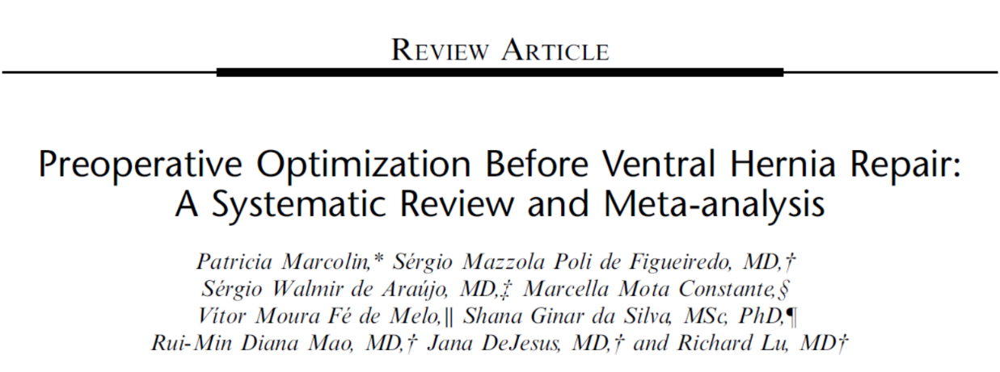 REVIEW ARTICLE
Preoperative Optimization Before Ventral Hernia Repair:
A Systematic Review and Meta-analysis
Patricia Marcolin,* Sérgio Mazzola Poli de Figueiredo, MD,†
Sérgio Walmir de Araújo, MD,‡ Marcella Mota Constante,§
Vítor Moura Fé de Melo,‖ Shana Ginar da Silva, MSc, PhD,¶
Rui-Min Diana Mao, MD,† Jana DeJesus, MD,† and Richard Lu, MD†